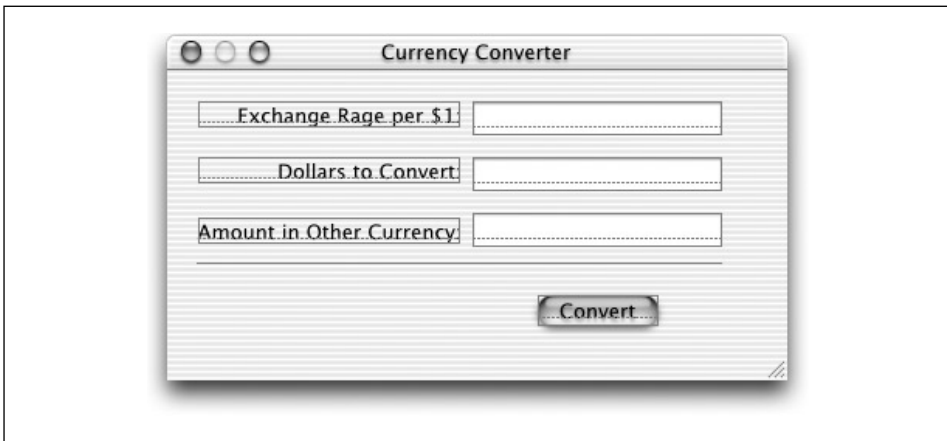 Currency Converter
Exchange Rage per $1:
Dollars to Convert:
Amount in Other Currency:
Convert